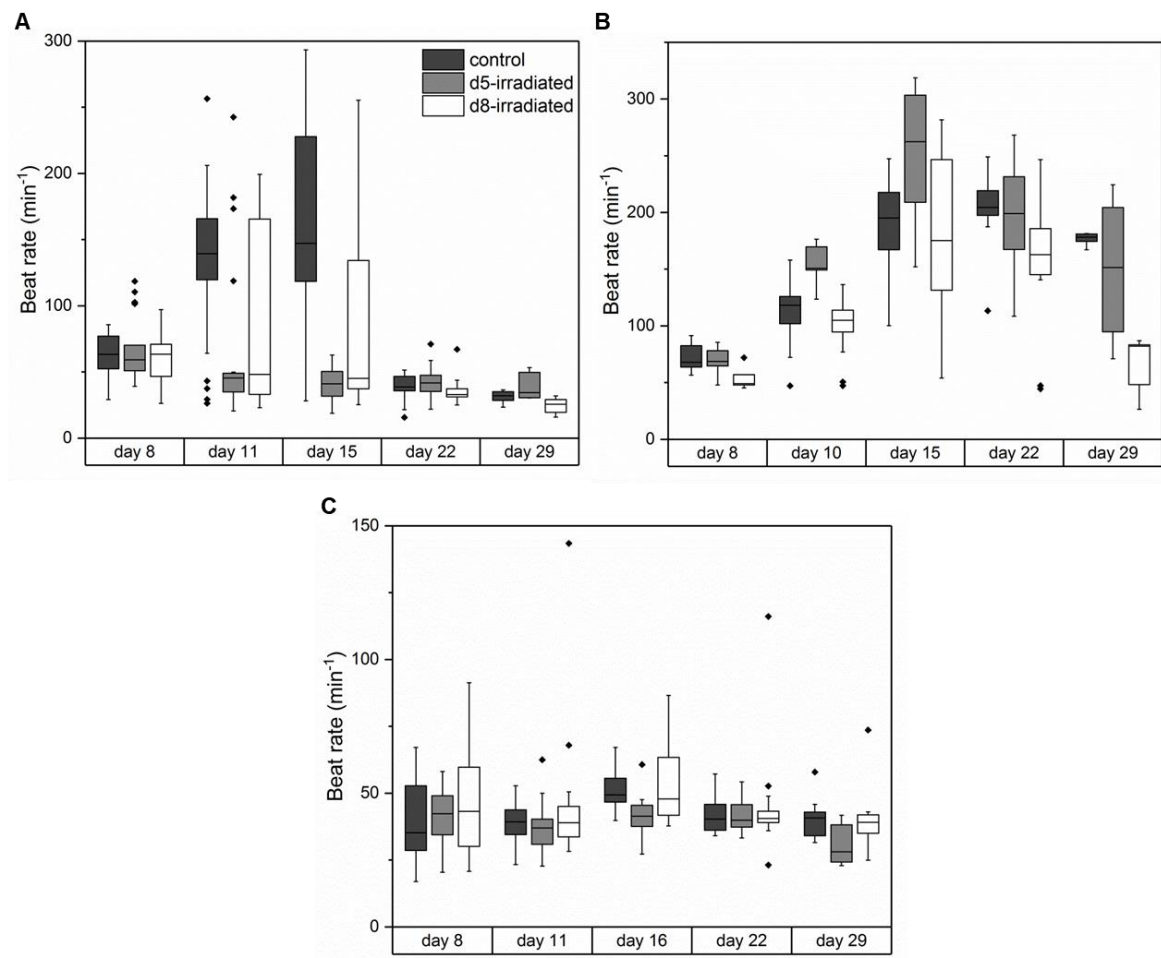 A
300
200
100
0
Beat rate (min⁻¹)
control
d5-irradiated
d8-irradiated
day 8 day 11 day 15 day 22 day 29
B
300
200
100
0
Beat rate (min⁻¹)
day 8 day 10 day 15 day 22 day 29
C
150
100
50
0
Beat rate (min⁻¹)
day 8 day 11 day 16 day 22 day 29